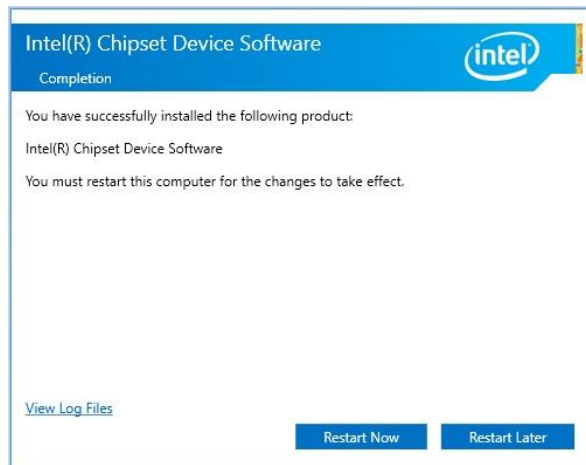 Intel(R) Chipset Device Software
Completion
intel
You have successfully installed the following product:
Intel(R) Chipset Device Software
You must restart this computer for the changes to take effect.
View Log Files
Restart Now
Restart Later